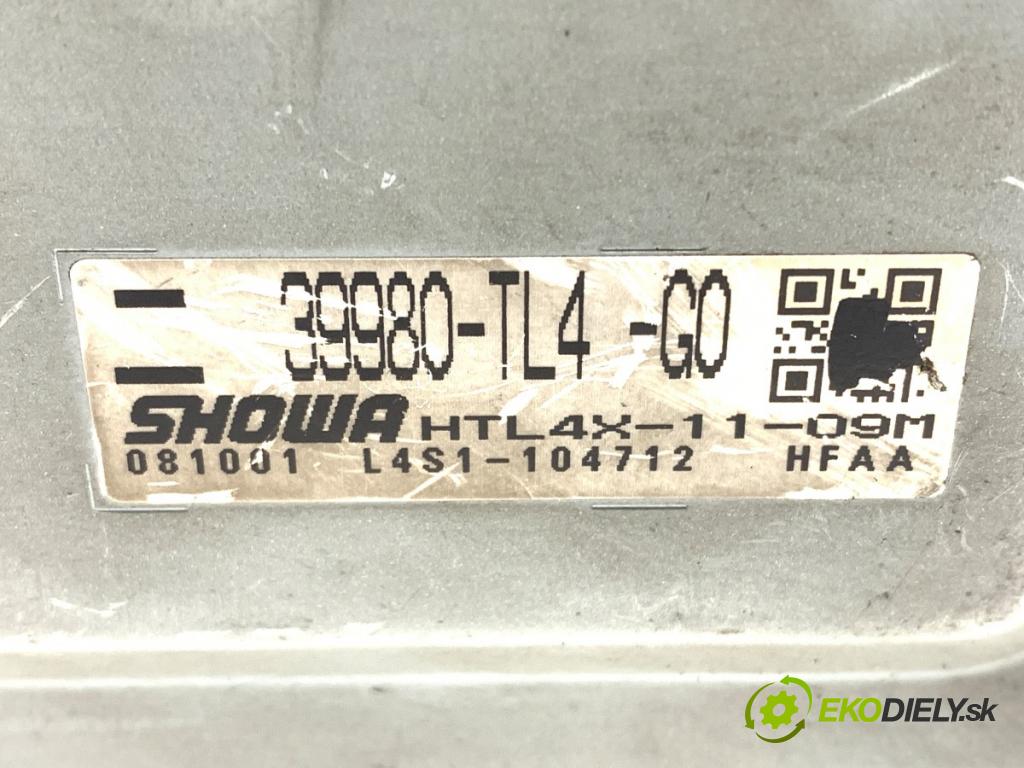 39980-TL4 -G0
SHOWA HTL4X-11-09M
081001 L4S1-104712 HFAA
EKODIELY.sk